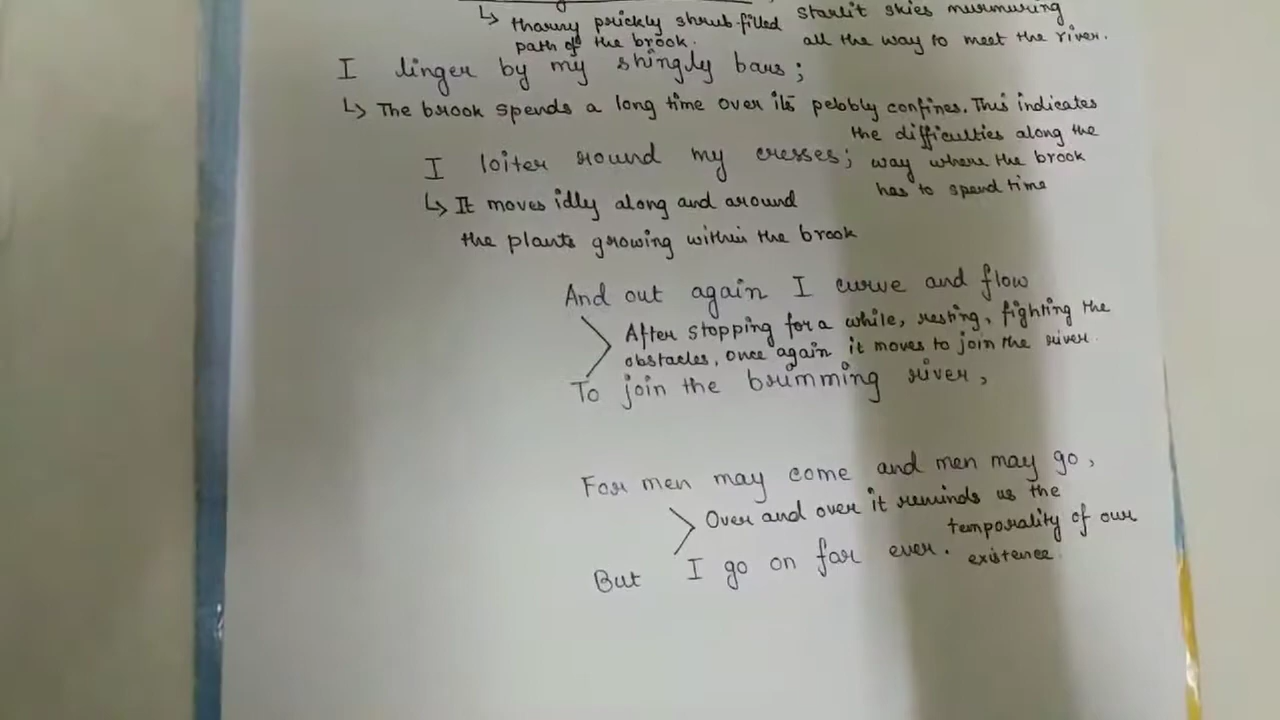 ↳ thorny prickly shrub filled starlit skies murmuring
path of the brook. all the way to meet the river.
I linger by my shingly bars;
↳ The brook spends a long time over its pebbly confines. This indicates
the difficulties along the
I loiter round my cresses; way where the brook
has to spend time
↳ It moves idly along and around
the plants growing within the brook
And out again I curve and flow
After stopping for a while, resting, fighting the
obstacles, once again it moves to join the river.
To join the brimming river,
For men may come and men may go,
Over and over it reminds us the
temporality of our
But I go on for ever. existence.